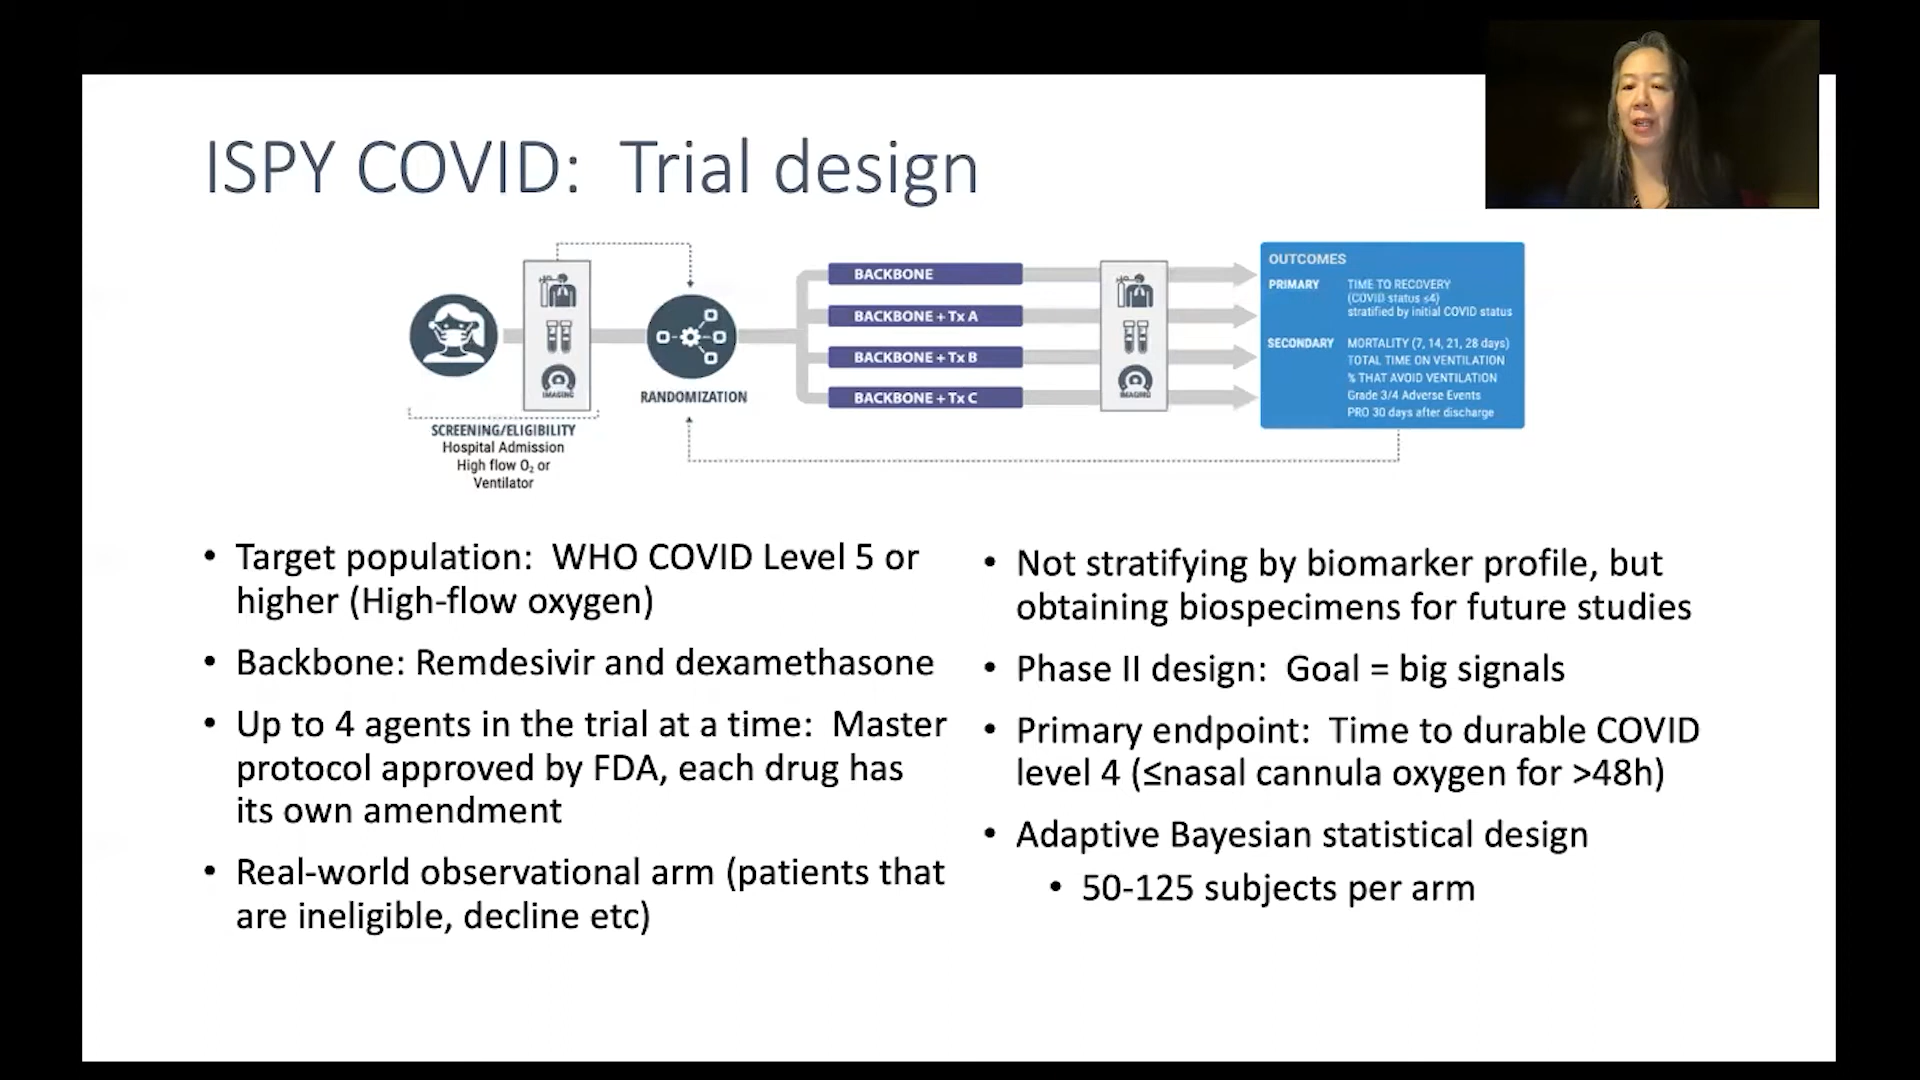 ISPY COVID: Trial design
IMAGING
SCREENING/ELIGIBILITY
Hospital Admission
High flow O₂ or
Ventilator
RANDOMIZATION
BACKBONE
BACKBONE + Tx A
BACKBONE + Tx B
BACKBONE + Tx C
IMAGING
OUTCOMES
PRIMARY TIME TO RECOVERY
(COVID status ≤4)
stratified by initial COVID status
SECONDARY MORTALITY (7, 14, 21, 28 days)
TOTAL TIME ON VENTILATION
% THAT AVOID VENTILATION
Grade 3/4 Adverse Events
PRO 30 days after discharge
• Target population: WHO COVID Level 5 or
higher (High-flow oxygen)
• Backbone: Remdesivir and dexamethasone
• Up to 4 agents in the trial at a time: Master
protocol approved by FDA, each drug has
its own amendment
• Real-world observational arm (patients that
are ineligible, decline etc)
• Not stratifying by biomarker profile, but
obtaining biospecimens for future studies
• Phase II design: Goal = big signals
• Primary endpoint: Time to durable COVID
level 4 (≤nasal cannula oxygen for >48h)
• Adaptive Bayesian statistical design
• 50-125 subjects per arm